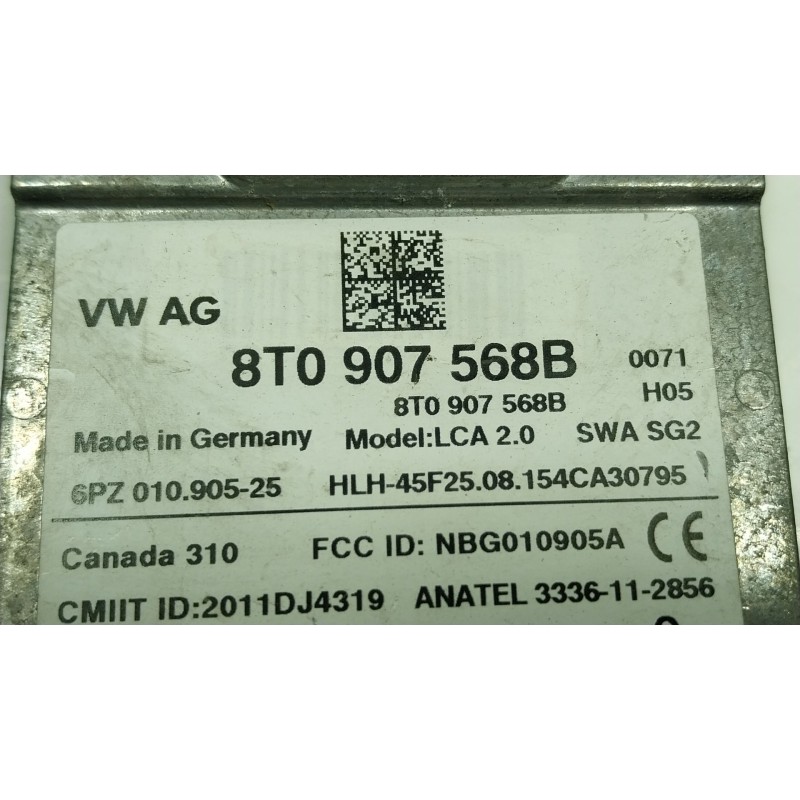 VW AG
8T0 907 568B 0071
8T0 907 568B H05
Made in Germany Model:LCA 2.0 SWA SG2
6PZ 010.905-25 HLH-45F25.08.154CA30795
Canada 310 FCC ID: NBG010905A CE
CMIIT ID:2011DJ4319 ANATEL 3336-11-2856